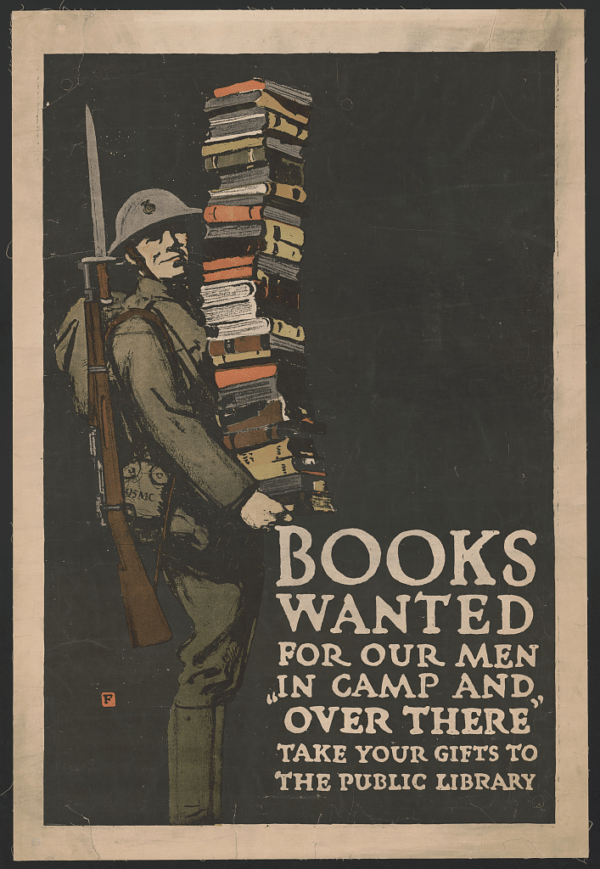 USMC
BOOKS
WANTED
FOR OUR MEN
IN CAMP AND
„OVER THERE”
TAKE YOUR GIFTS TO
THE PUBLIC LIBRARY
F